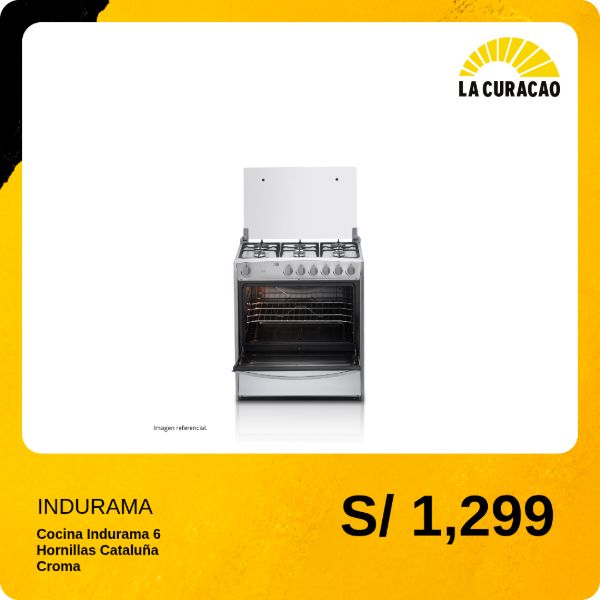 LA CURACAO
Imagen referencial.
INDURAMA
S/ 1,299
Cocina Indurama 6
Hornillas Cataluña
Croma